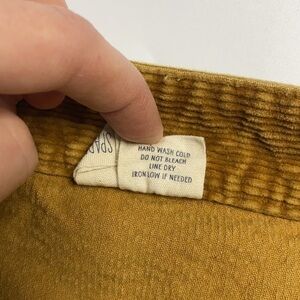 HAND WASH COLD
DO NOT BLEACH
LINE DRY
IRON LOW IF NEEDED